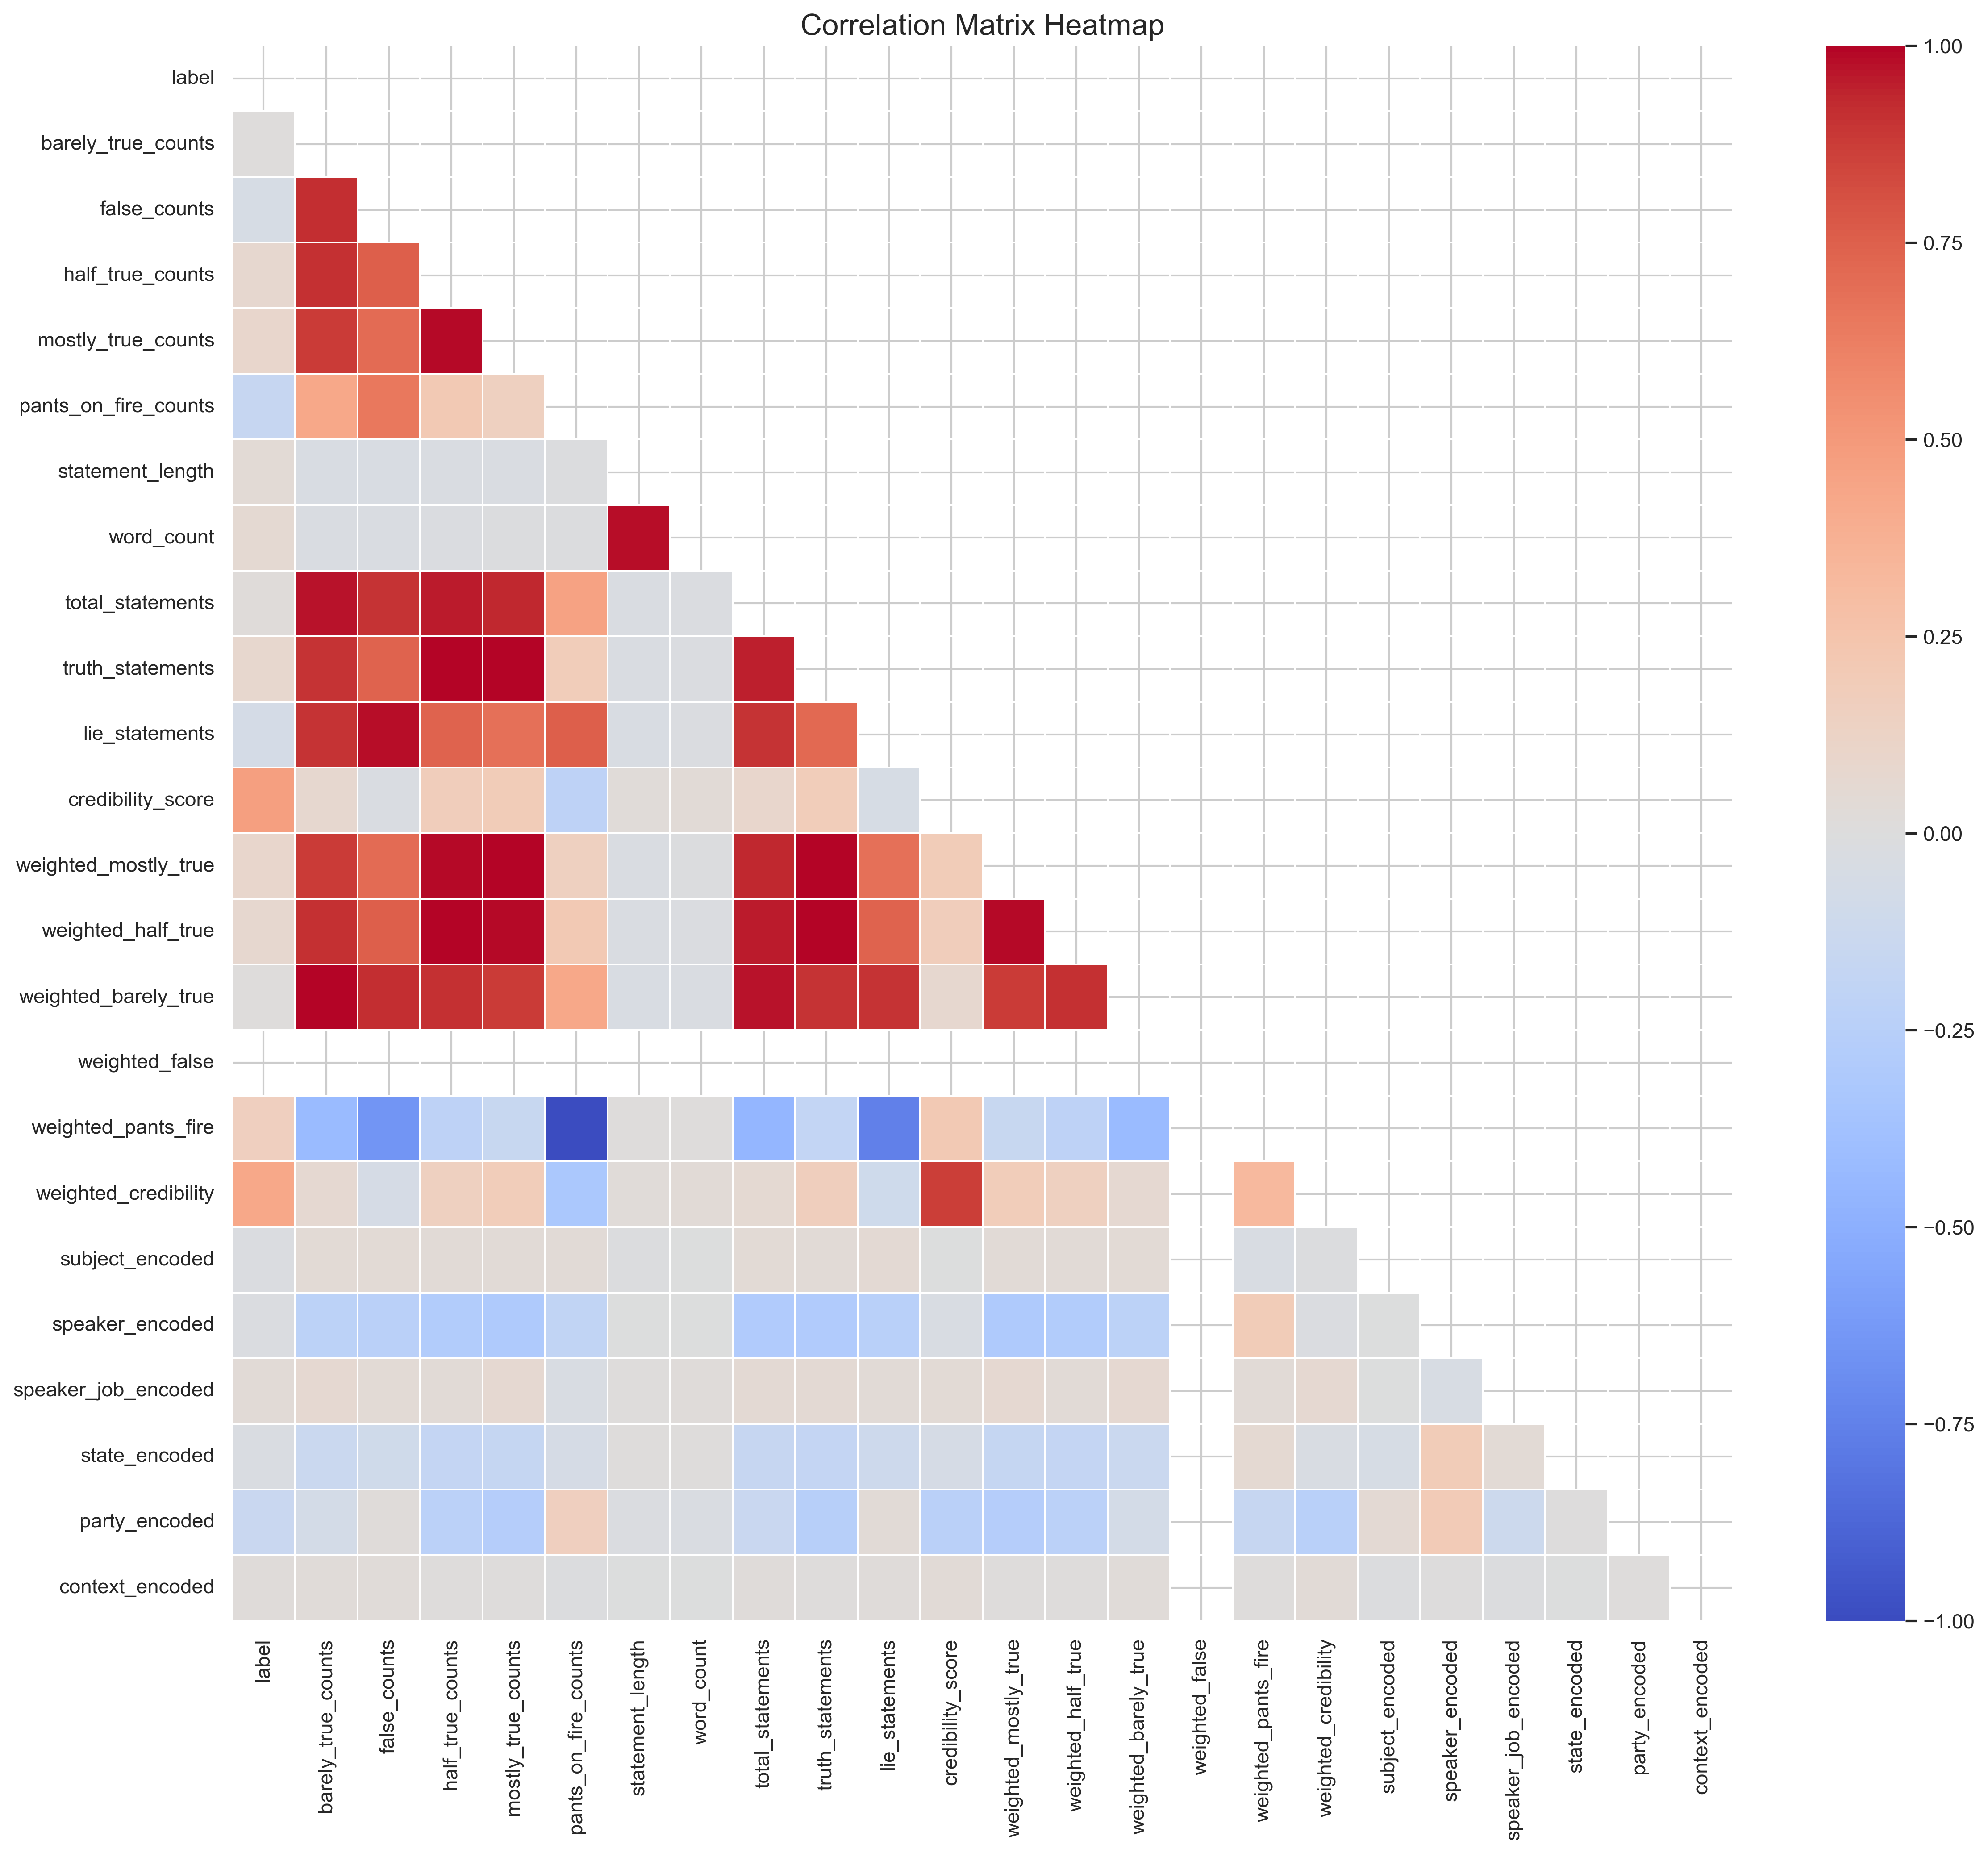 Correlation Matrix Heatmap
label
barely_true_counts
false_counts
half_true_counts
mostly_true_counts
pants_on_fire_counts
statement_length
word_count
total_statements
truth_statements
lie_statements
credibility_score
weighted_mostly_true
weighted_half_true
weighted_barely_true
weighted_false
weighted_pants_fire
weighted_credibility
subject_encoded
speaker_encoded
speaker_job_encoded
state_encoded
party_encoded
context_encoded
label
barely_true_counts
false_counts
half_true_counts
mostly_true_counts
pants_on_fire_counts
statement_length
word_count
total_statements
truth_statements
lie_statements
credibility_score
weighted_mostly_true
weighted_half_true
weighted_barely_true
weighted_false
weighted_pants_fire
weighted_credibility
subject_encoded
speaker_encoded
speaker_job_encoded
state_encoded
party_encoded
context_encoded
1.00
0.75
0.50
0.25
0.00
−0.25
−0.50
−0.75
−1.00